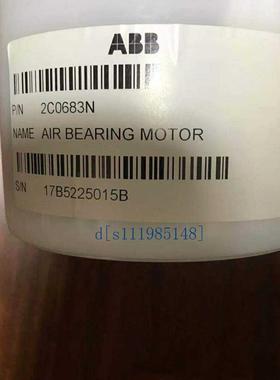 ABB
P/N 2C0683N
NAME AIR BEARING MOTOR
S/N 17B5225015B
d[s111985148]